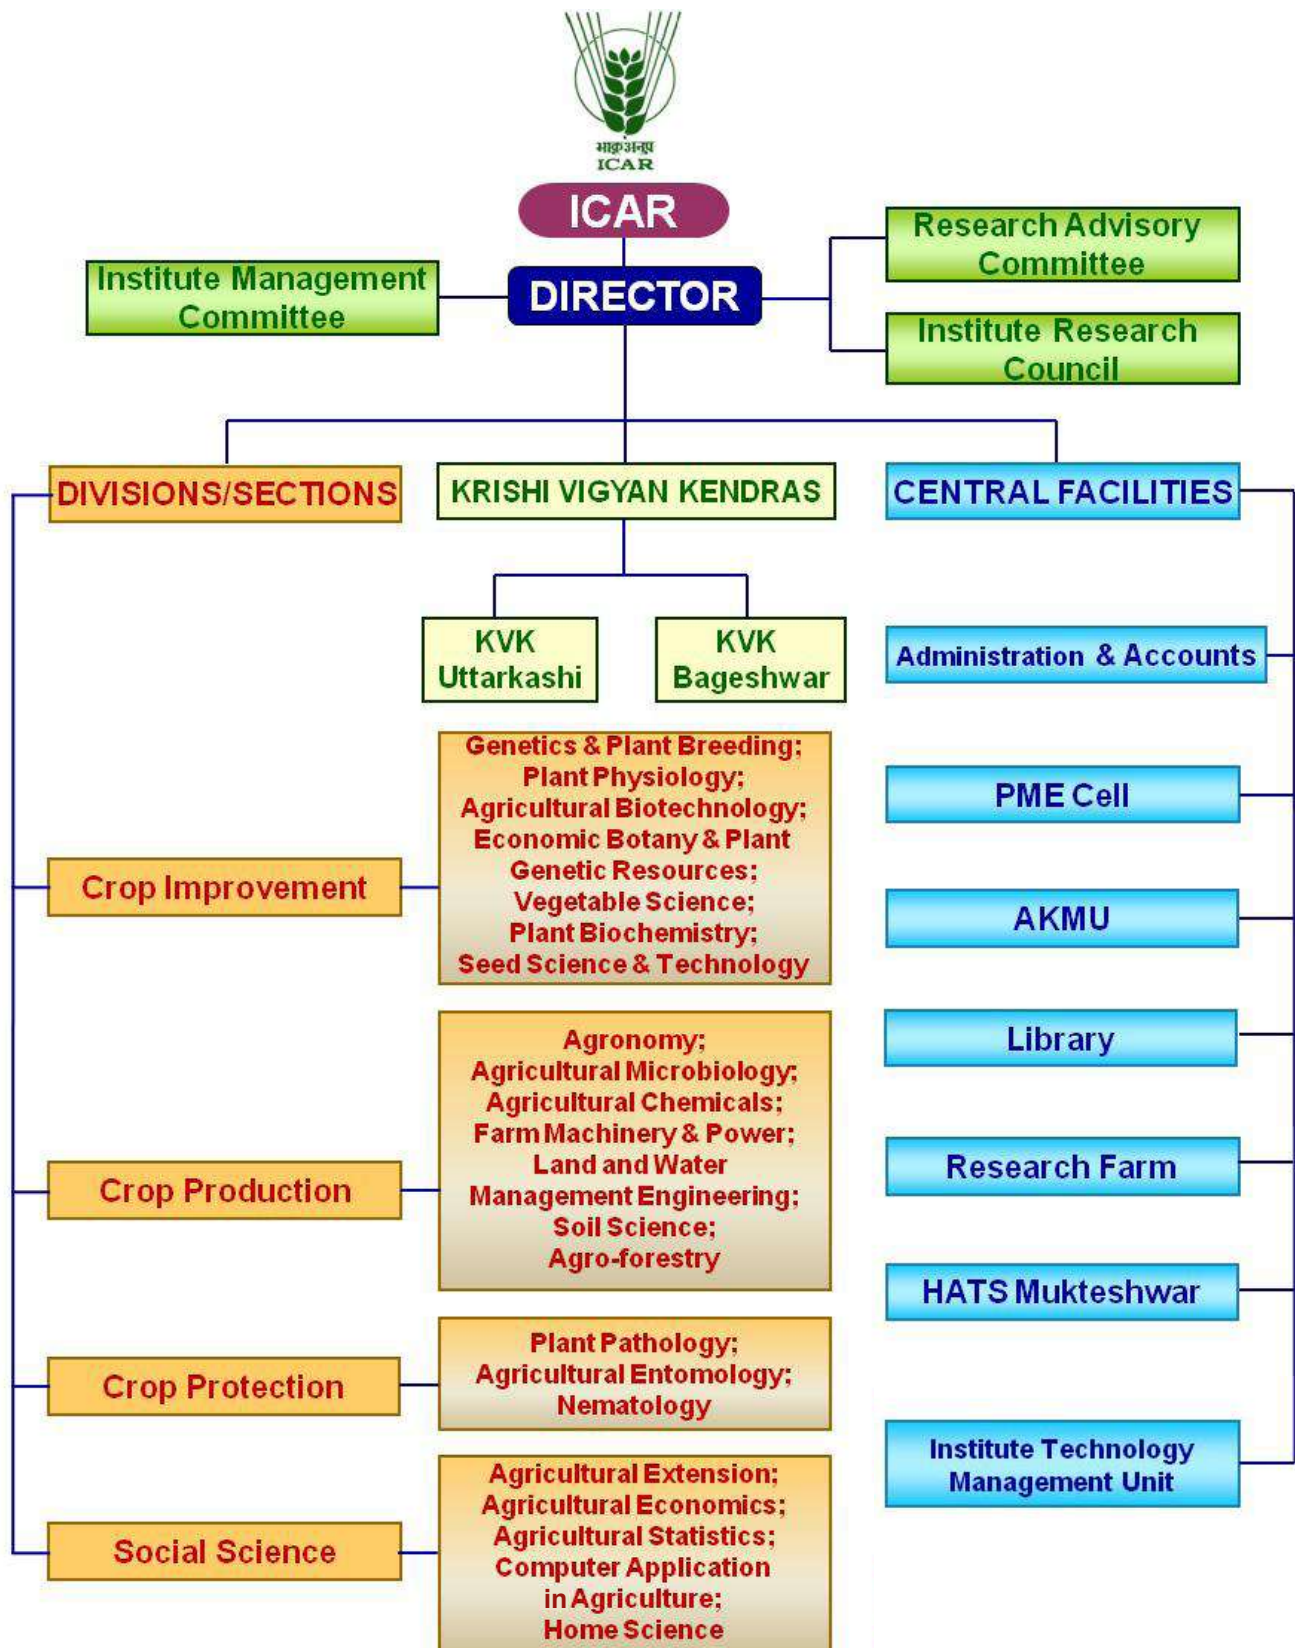 भाकृअनुप
ICAR
ICAR
DIRECTOR
Institute Management
Committee
Research Advisory
Committee
Institute Research
Council
DIVISIONS/SECTIONS
KRISHI VIGYAN KENDRAS
CENTRAL FACILITIES
KVK
Uttarkashi
KVK
Bageshwar
Crop Improvement
Genetics & Plant Breeding;
Plant Physiology;
Agricultural Biotechnology;
Economic Botany & Plant
Genetic Resources;
Vegetable Science;
Plant Biochemistry;
Seed Science & Technology
Crop Production
Agronomy;
Agricultural Microbiology;
Agricultural Chemicals;
Farm Machinery & Power;
Land and Water
Management Engineering;
Soil Science;
Agro-forestry
Crop Protection
Plant Pathology;
Agricultural Entomology;
Nematology
Social Science
Agricultural Extension;
Agricultural Economics;
Agricultural Statistics;
Computer Application
in Agriculture;
Home Science
Administration & Accounts
PME Cell
AKMU
Library
Research Farm
HATS Mukteshwar
Institute Technology
Management Unit